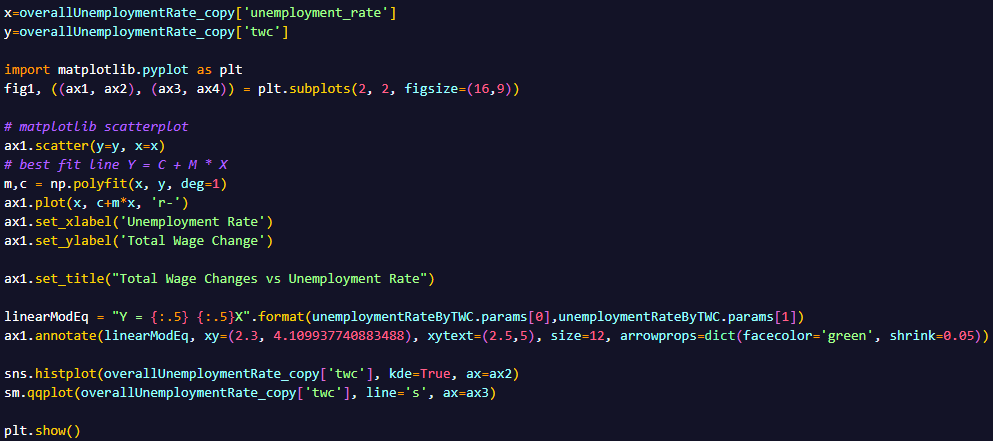 x=overallUnemploymentRate_copy['unemployment_rate']
y=overallUnemploymentRate_copy['twc']
import matplotlib.pyplot as plt
fig1, ((ax1, ax2), (ax3, ax4)) = plt.subplots(2, 2, figsize=(16,9))
# matplotlib scatterplot
ax1.scatter(y=y, x=x)
# best fit line Y = C + M * X
m,c = np.polyfit(x, y, deg=1)
ax1.plot(x, c+m*x, 'r-')
ax1.set_xlabel('Unemployment Rate')
ax1.set_ylabel('Total Wage Change')
ax1.set_title("Total Wage Changes vs Unemployment Rate")
linearModEq = "Y = {:.5} {:.5}X".format(unemploymentRateByTWC.params[0],unemploymentRateByTWC.params[1])
ax1.annotate(linearModEq, xy=(2.3, 4.109937740883488), xytext=(2.5,5), size=12, arrowprops=dict(facecolor='green', shrink=0.05))
sns.histplot(overallUnemploymentRate_copy['twc'], kde=True, ax=ax2)
sm.qqplot(overallUnemploymentRate_copy['twc'], line='s', ax=ax3)
plt.show()